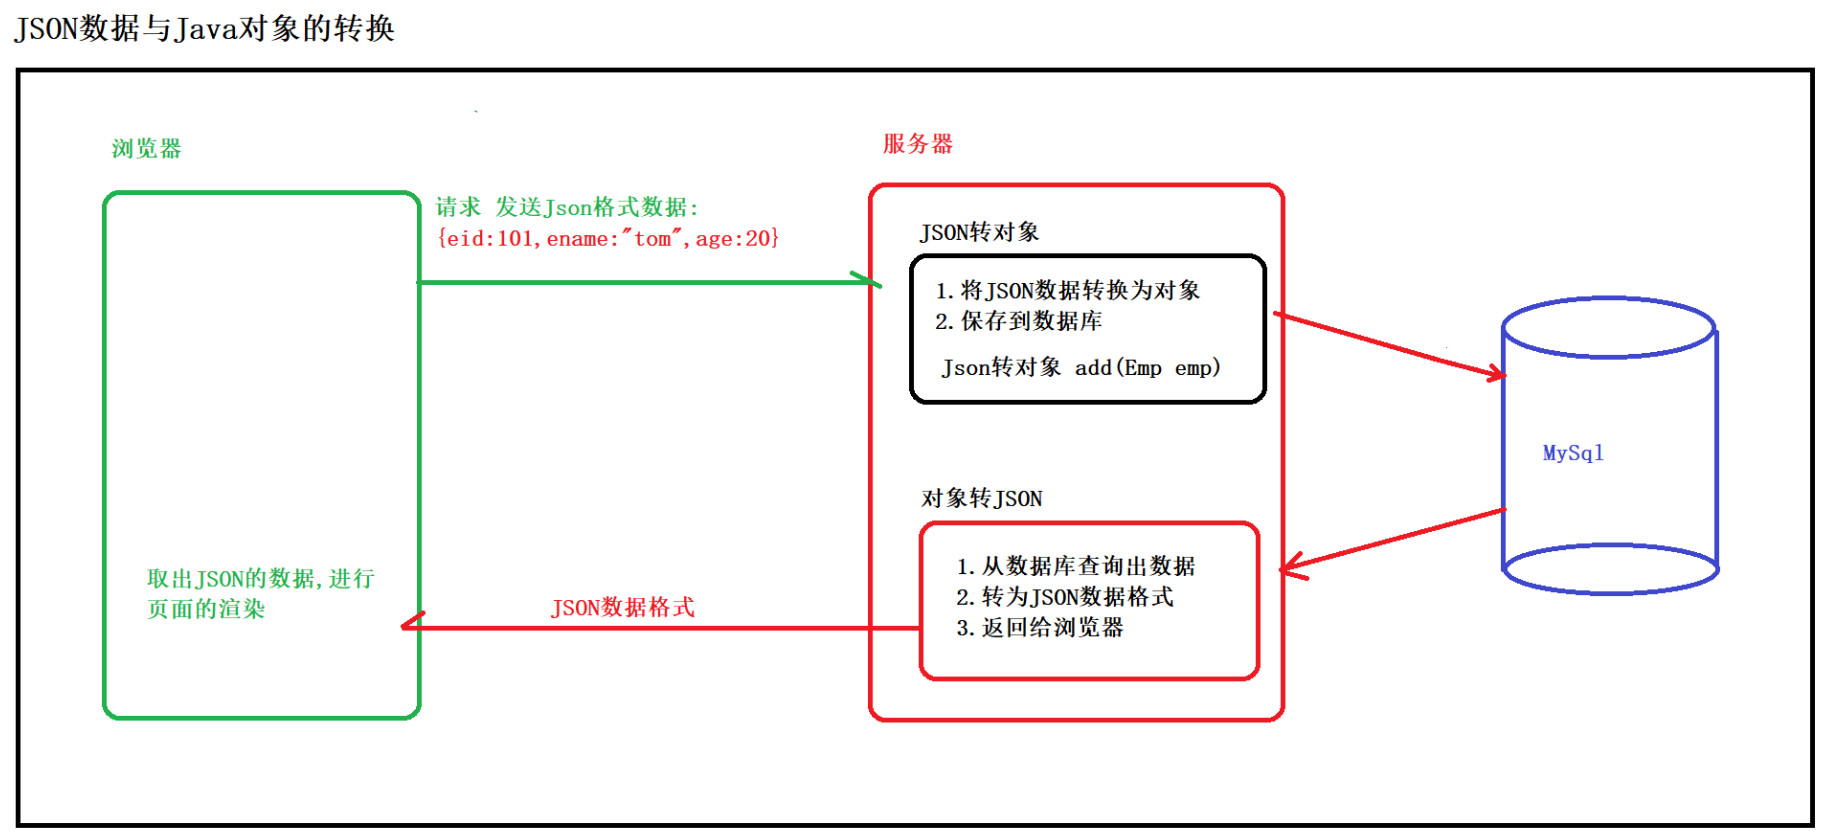 JSON数据与Java对象的转换
浏览器
服务器
请求 发送Json格式数据:
{eid:101,ename:"tom",age:20}
JSON转对象
1.将JSON数据转换为对象
2.保存到数据库
Json转对象 add(Emp emp)
MySql
对象转JSON
1.从数据库查询出数据
2.转为JSON数据格式
3.返回给浏览器
取出JSON的数据,进行
页面的渲染
JSON数据格式